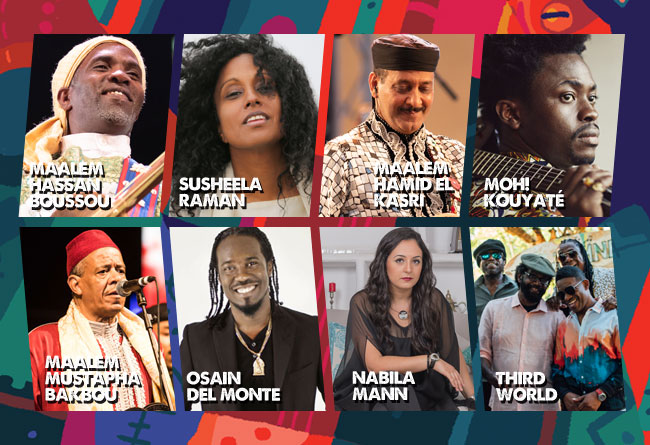 MAALEM
HASSAN
BOUSSOU
SUSHEELA
RAMAN
MAALEM
HAMID EL
KASRI
MOH!
KOUYATÉ
MAALEM
MUSTAPHA
BAKBOU
OSAIN
DEL MONTE
NABILA
MANN
THIRD
WORLD